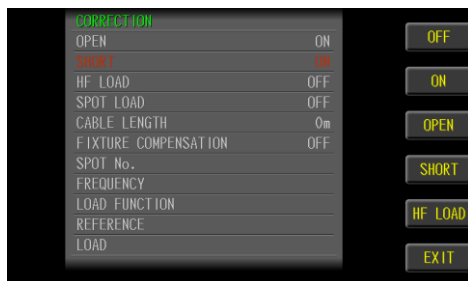 CORRECTION
OPEN ON
SHORT ON
HF LOAD OFF
SPOT LOAD OFF
CABLE LENGTH 0m
FIXTURE COMPENSATION OFF
SPOT No.
FREQUENCY
LOAD FUNCTION
REFERENCE
LOAD
OFF
ON
OPEN
SHORT
HF LOAD
EXIT